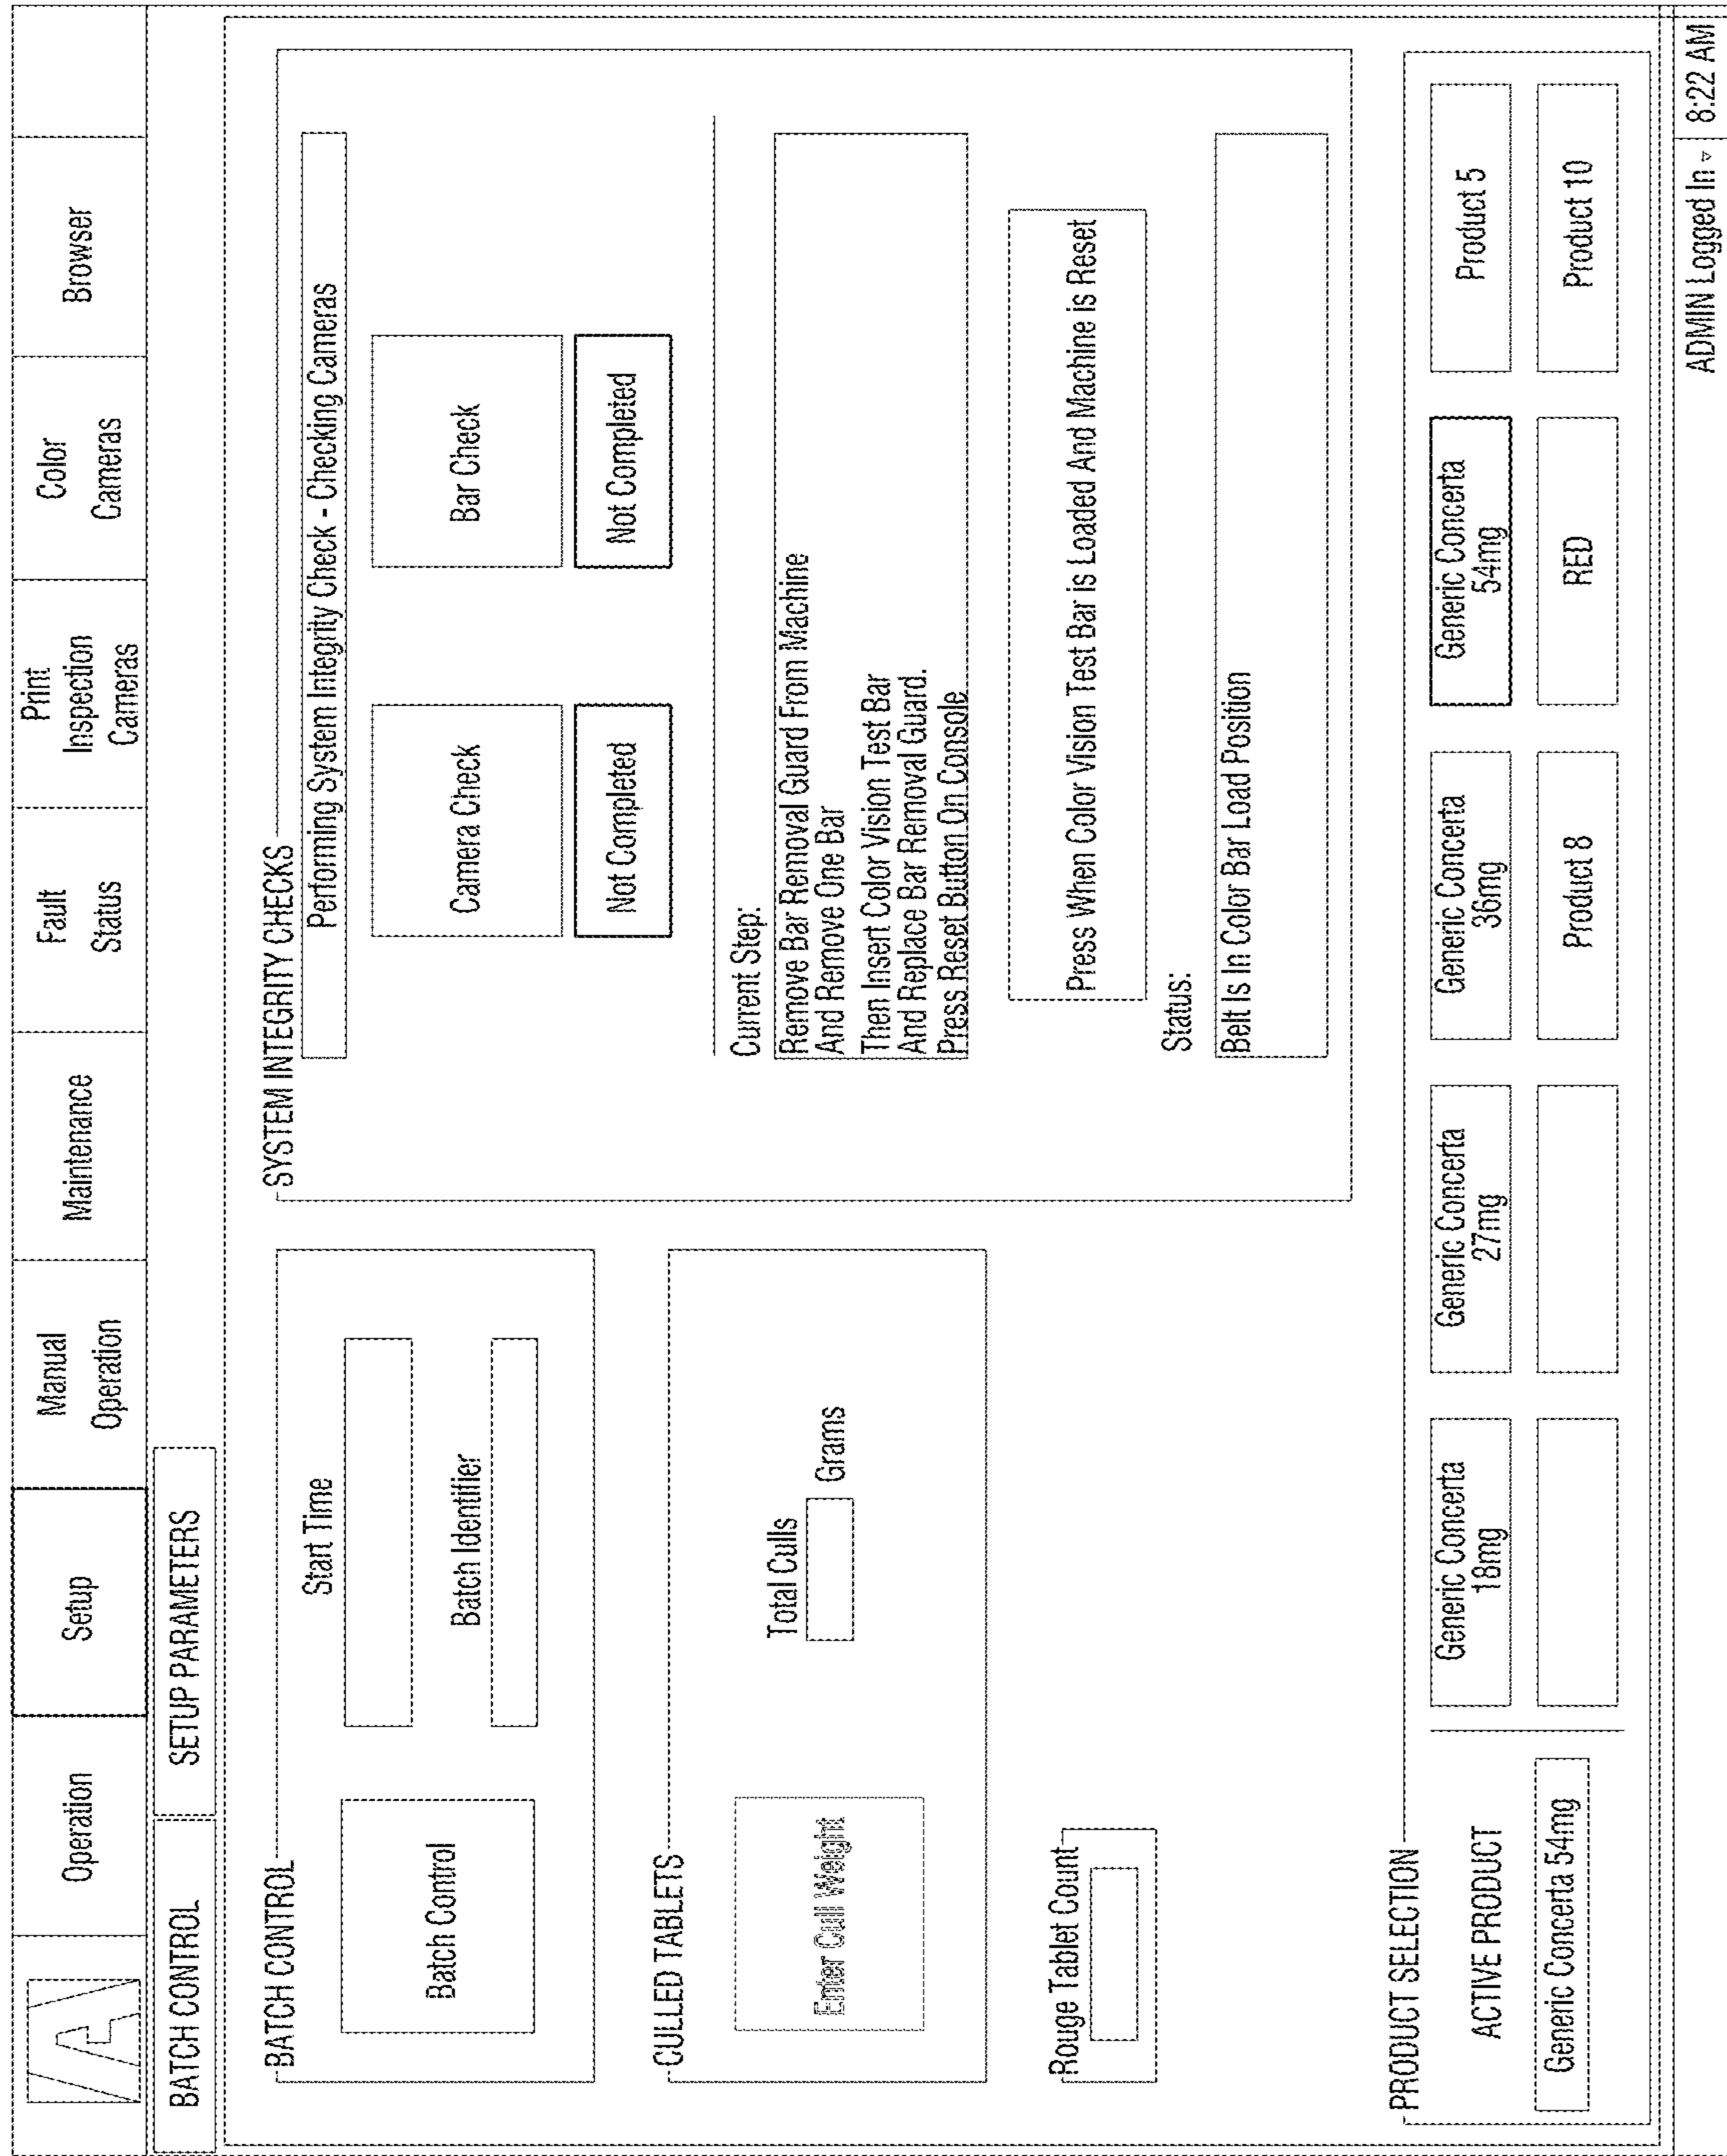 A
Operation
Setup
Manual
Operation
Maintenance
Fault
Status
Print
Inspection
Cameras
Color
Cameras
Browser
BATCH CONTROL
SETUP PARAMETERS
BATCH CONTROL
Batch Control
Start Time
Batch Identifier
CULLED TABLETS
Enter Cull Weight
Total Culls
Grams
Rouge Tablet Count
SYSTEM INTEGRITY CHECKS
Performing System Integrity Check - Checking Cameras
Camera Check
Bar Check
Not Completed
Not Completed
Current Step:
Remove Bar Removal Guard From Machine
And Remove One Bar
Then Insert Color Vision Test Bar
And Replace Bar Removal Guard.
Press Reset Button On Console
Press When Color Vision Test Bar is Loaded And Machine is Reset
Status:
Belt Is In Color Bar Load Position
PRODUCT SELECTION
ACTIVE PRODUCT
Generic Concerta 54mg
Generic Concerta
18mg
Generic Concerta
27mg
Generic Concerta
36mg
Generic Concerta
54mg
Product 5
Product 8
RED
Product 10
ADMIN Logged In
8:22 AM